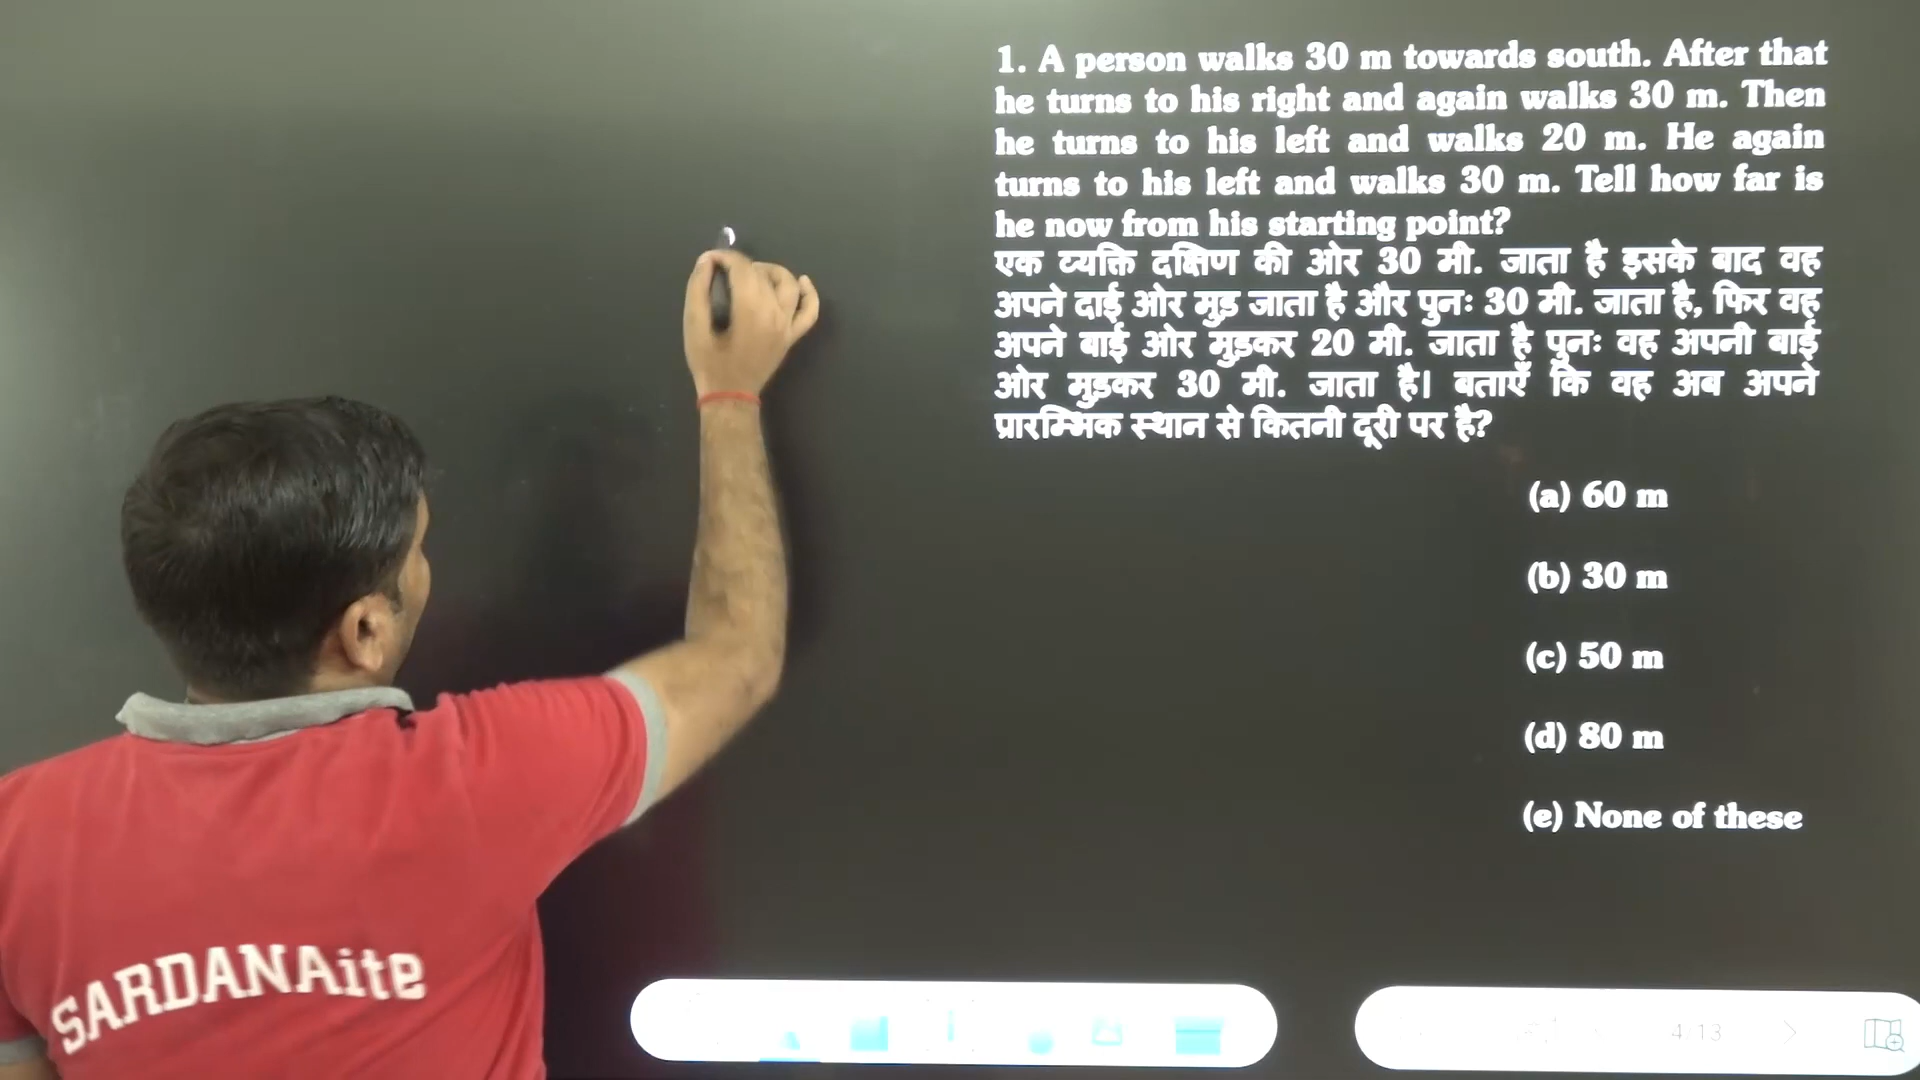 1. A person walks 30 m towards south. After that
he turns to his right and again walks 30 m. Then
he turns to his left and walks 20 m. He again
turns to his left and walks 30 m. Tell how far is
he now from his starting point?
एक व्यक्ति दक्षिण की ओर 30 मी. जाता है इसके बाद वह
अपने दाई ओर मुड़ जाता है और पुनः 30 मी. जाता है, फिर वह
अपने बाई ओर मुड़कर 20 मी. जाता है पुनः वह अपनी बाई
ओर मुड़कर 30 मी. जाता है। बताएँ कि वह अब अपने
प्रारम्भिक स्थान से कितनी दूरी पर है?
(a) 60 m
(b) 30 m
(c) 50 m
(d) 80 m
(e) None of these
SARDANAite
4/13